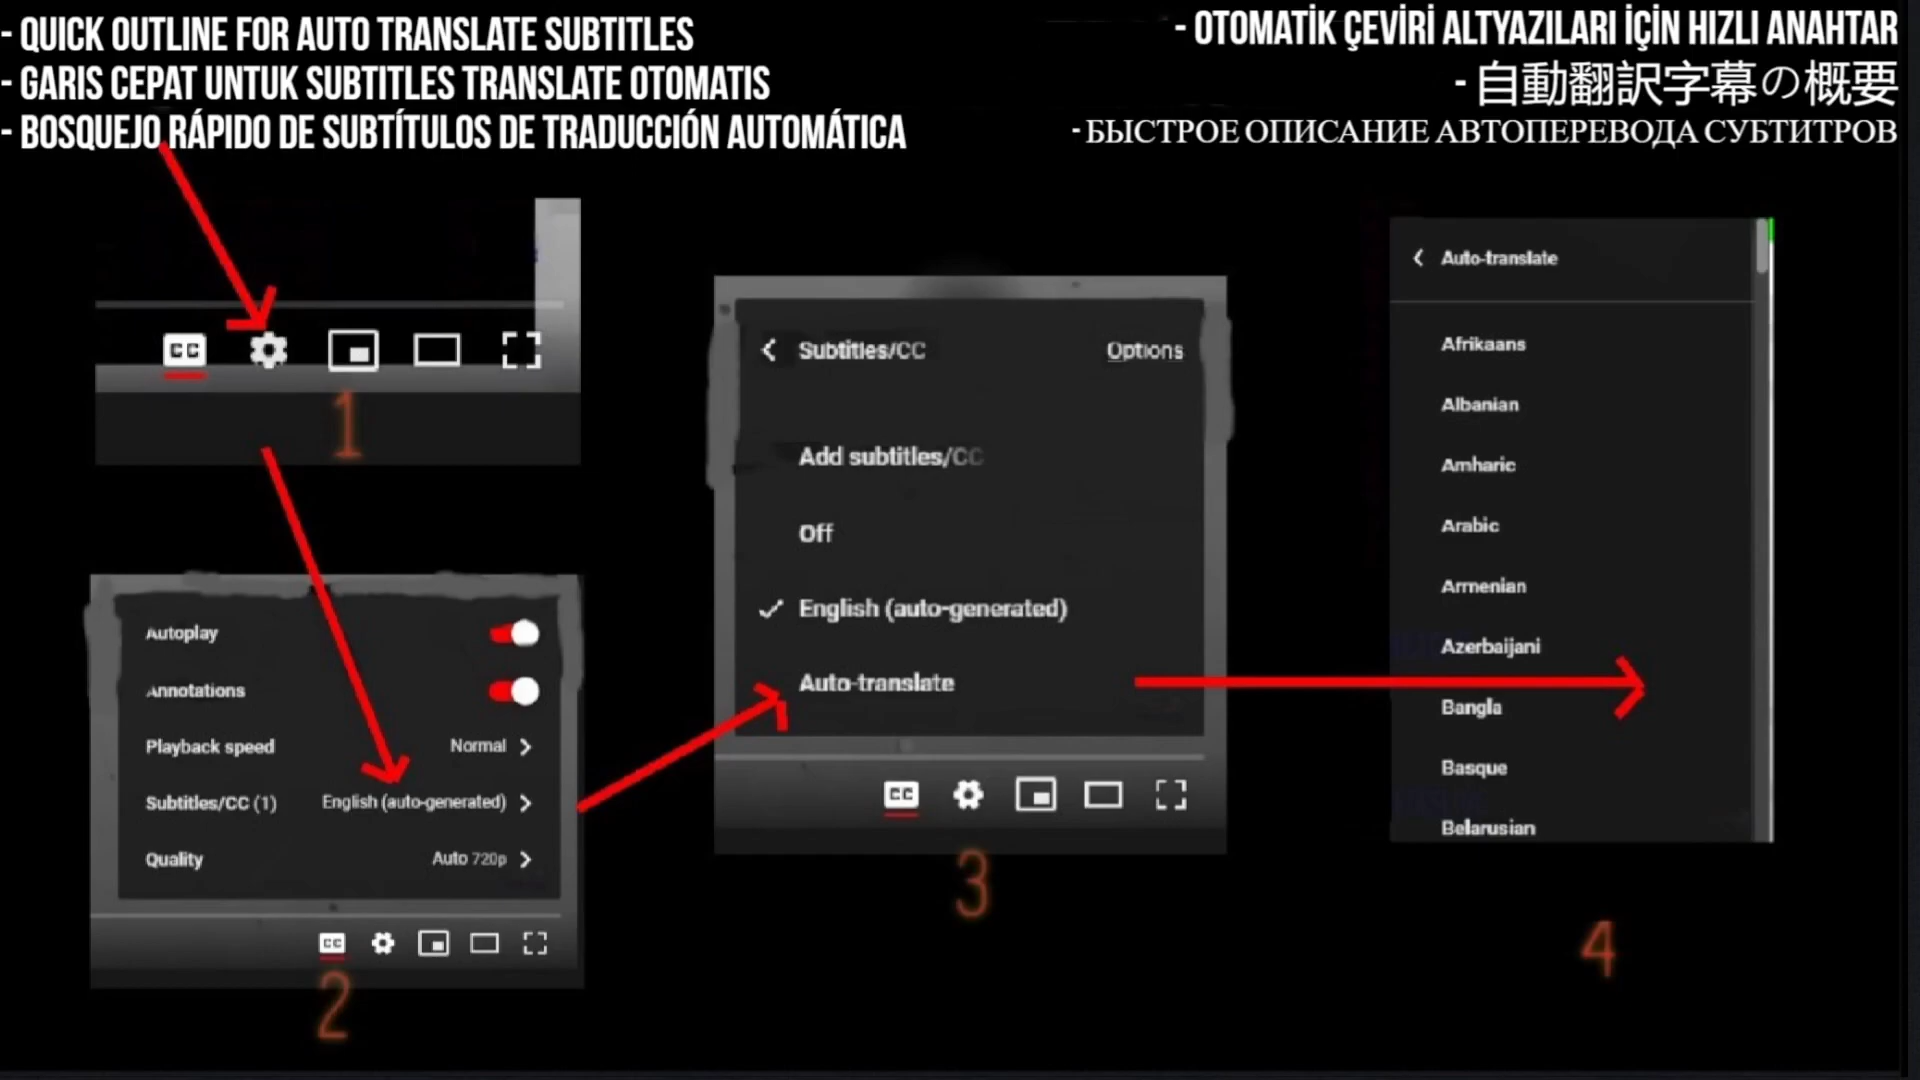 - QUICK OUTLINE FOR AUTO TRANSLATE SUBTITLES
- GARIS CEPAT UNTUK SUBTITLES TRANSLATE OTOMATIS
- BOSQUEJO RÁPIDO DE SUBTÍTULOS DE TRADUCCIÓN AUTOMÁTICA
- OTOMATİK ÇEVİRİ ALTYAZILARI İÇİN HIZLI ANAHTAR
- 自動翻訳字幕の概要
- БЫСТРОЕ ОПИСАНИЕ АВТОПЕРЕВОДА СУБТИТРОВ
CC
1
Autoplay
Annotations
Playback speed Normal
Subtitles/CC (1) English (auto-generated)
Quality Auto 720p
CC
2
Subtitles/CC Options
Add subtitles/CC
Off
English (auto-generated)
Auto-translate
CC
3
Auto-translate
Afrikaans
Albanian
Amharic
Arabic
Armenian
Azerbaijani
Bangla
Basque
Belarusian
4